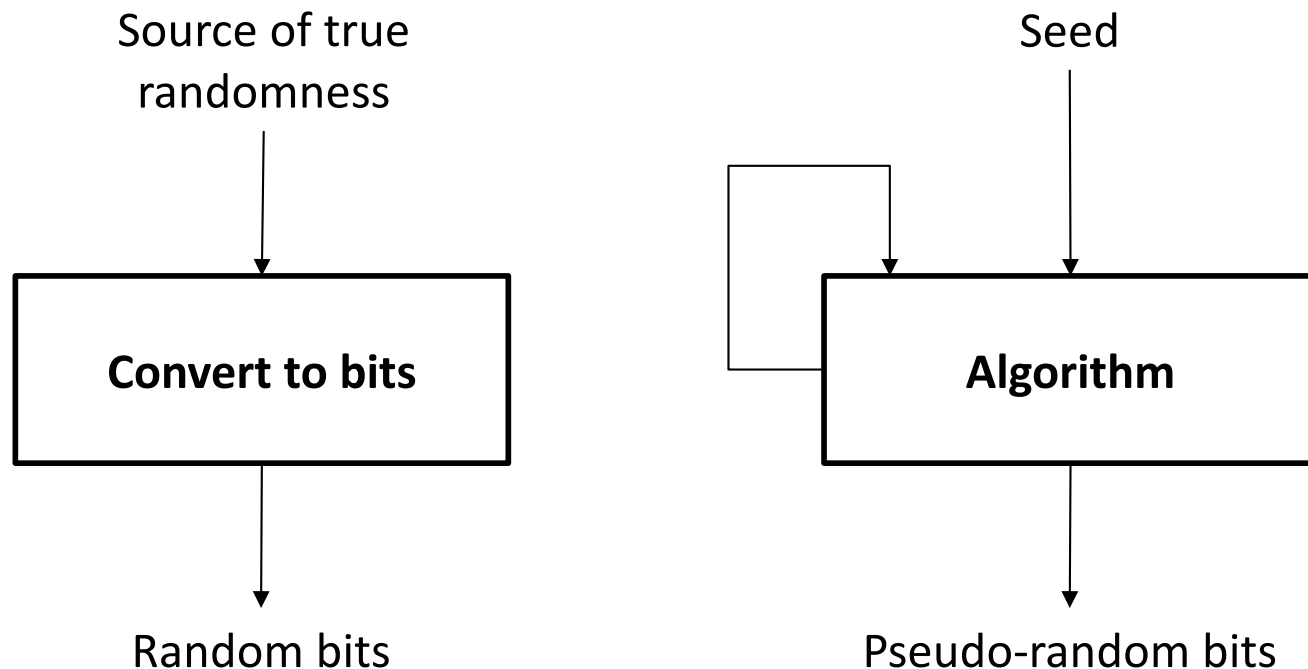 Source of true
randomness
Convert to bits
Random bits
Seed
Algorithm
Pseudo-random bits